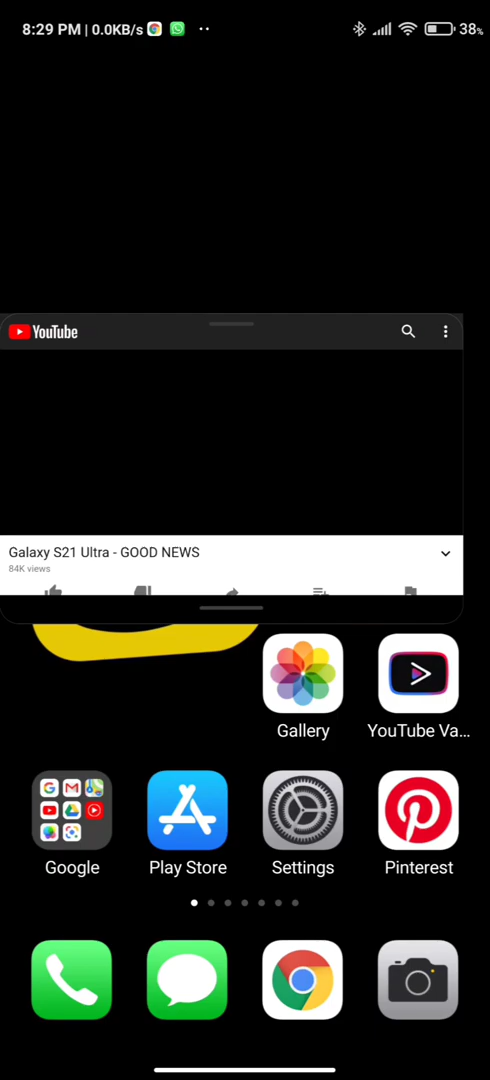 8:29 PM | 0.0KB/s
38%
YouTube
Galaxy S21 Ultra - GOOD NEWS
84K views
Gallery
YouTube Va...
Google
Play Store
Settings
Pinterest